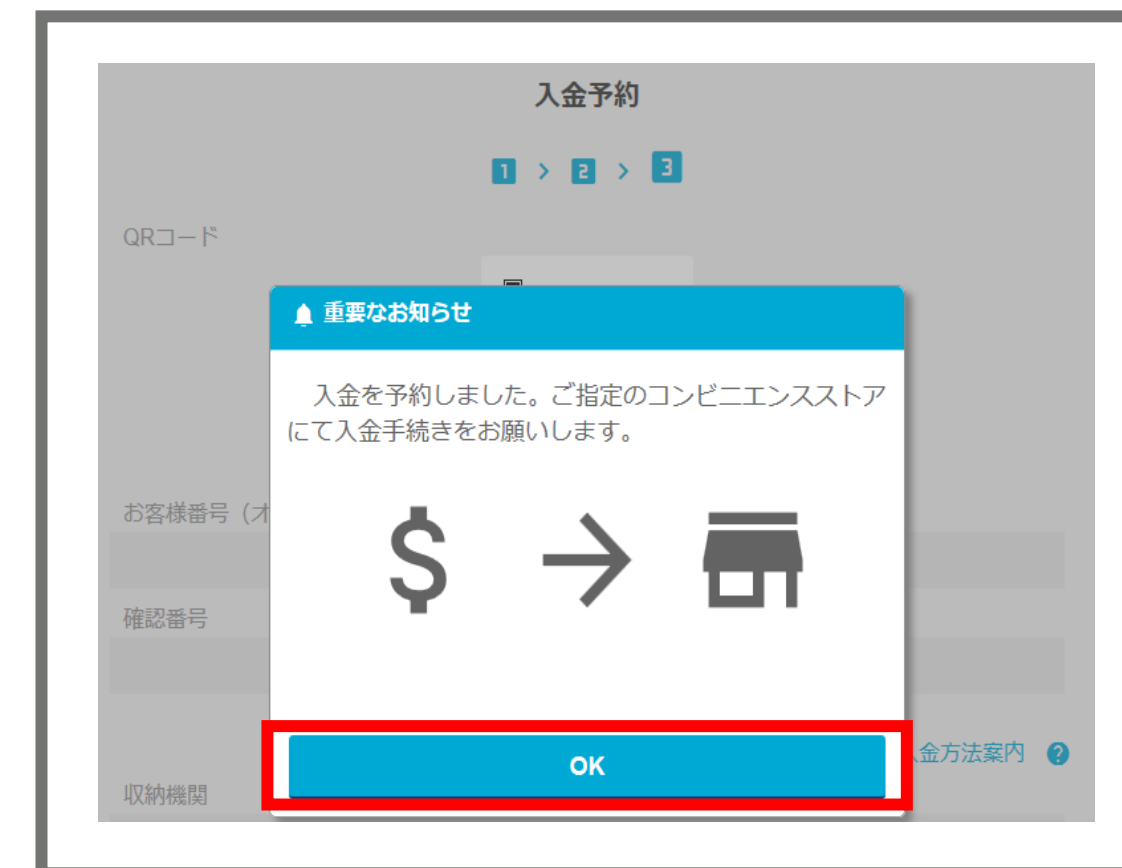 入金予約
1 > 2 > 3
QRコード
重要なお知らせ
入金を予約しました。ご指定のコンビニエンスストア
にて入金手続きをお願いします。
お客様番号（オ
確認番号
OK
金方法案内 ?
収納機関